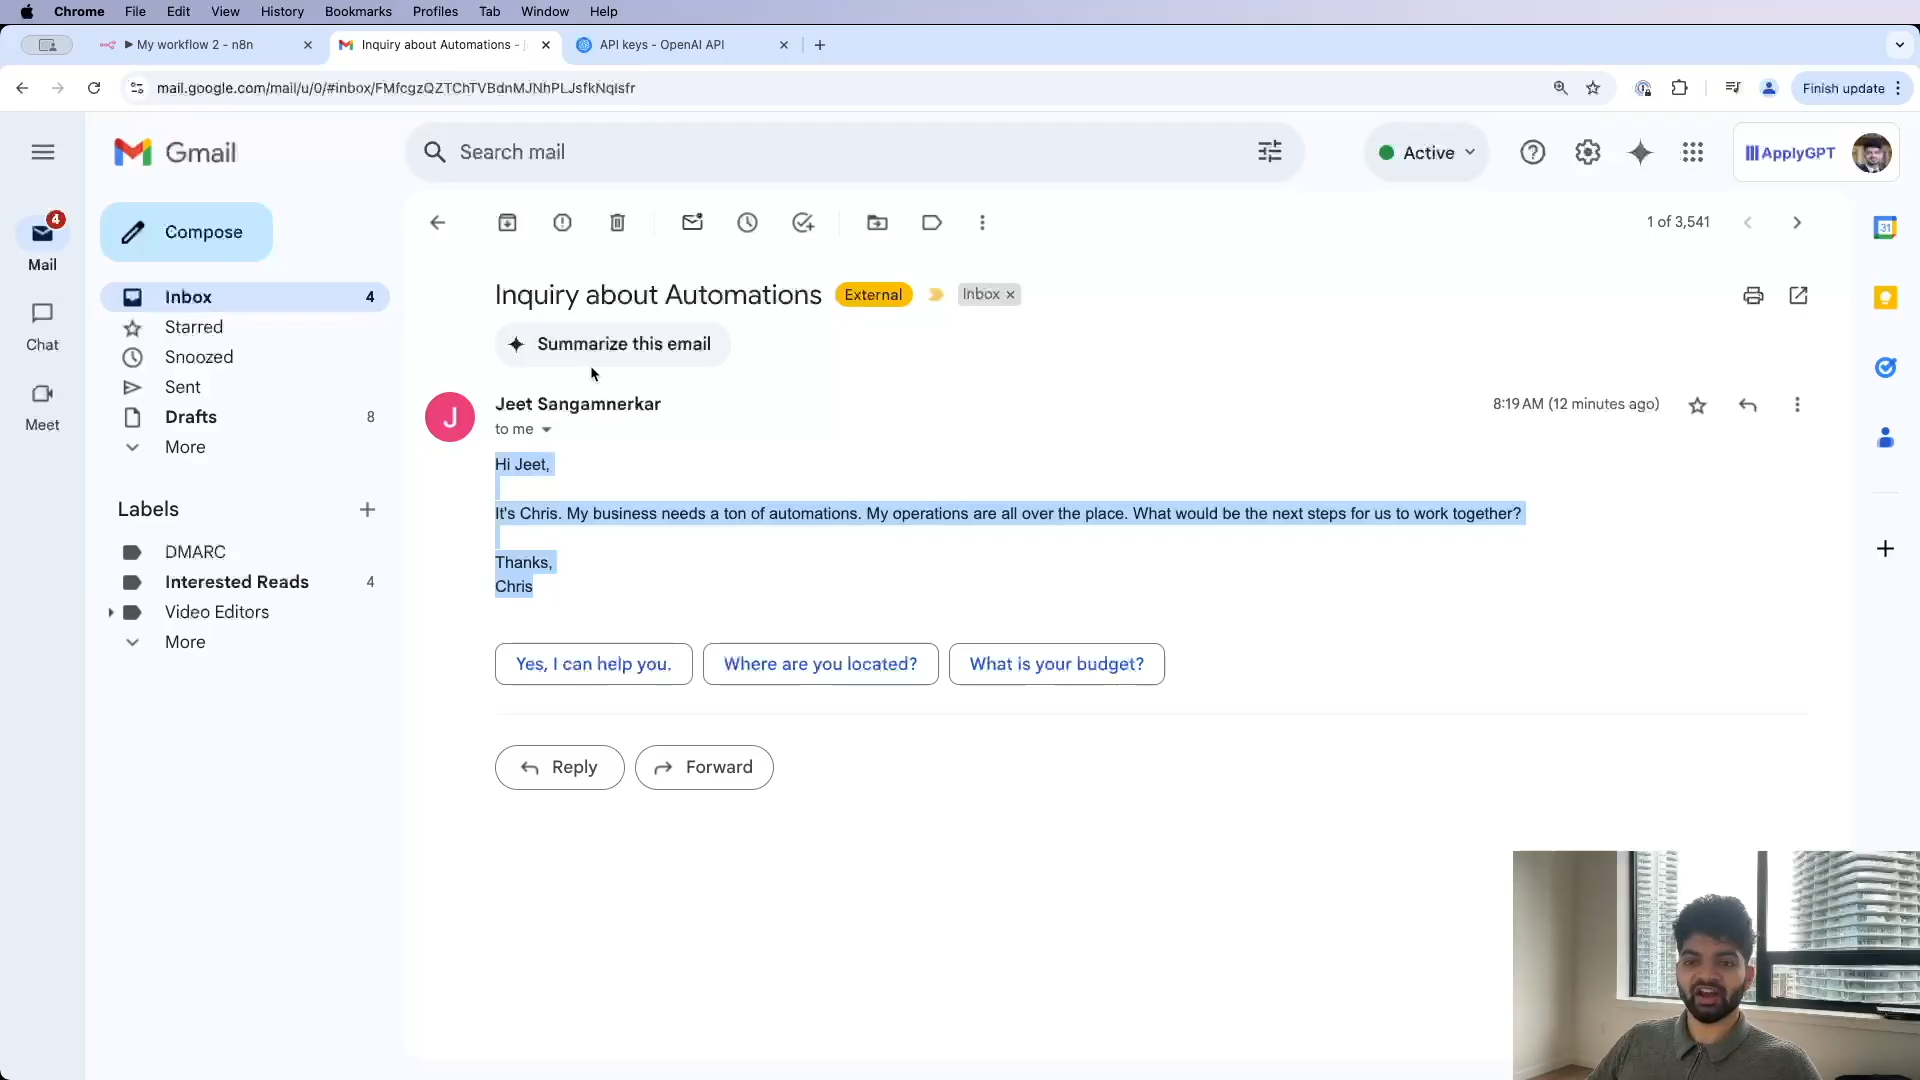 Chrome File Edit View History Bookmarks Profiles Tab Window Help
My workflow 2 - n8n
Inquiry about Automations -
API keys - OpenAI API
mail.google.com/mail/u/0/#inbox/FMfcgzQZTChTVBdnMJNhPLJsfkNqisfr
Finish update
Gmail
Search mail
Active
ApplyGPT
4
Mail
Chat
Meet
Compose
Inbox 4
Starred
Snoozed
Sent
Drafts 8
More
Labels
DMARC
Interested Reads 4
Video Editors
More
1 of 3,541
31
Inquiry about Automations External Inbox
Summarize this email
J
Jeet Sangamnerkar
8:19 AM (12 minutes ago)
to me
Hi Jeet,
It's Chris. My business needs a ton of automations. My operations are all over the place. What would be the next steps for us to work together?
Thanks,
Chris
Yes, I can help you.
Where are you located?
What is your budget?
Reply
Forward